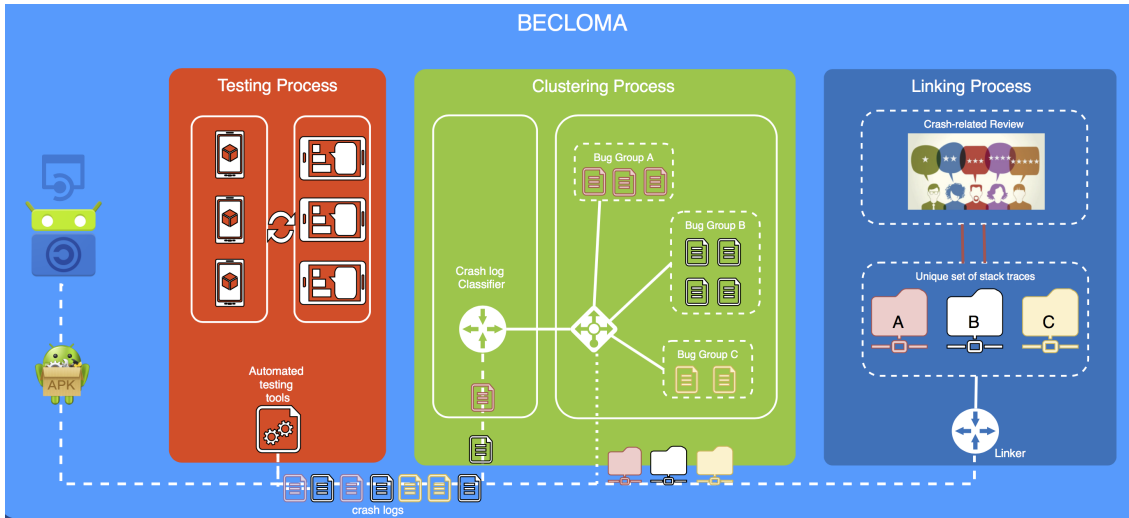 BECLOMA
Testing Process
Clustering Process
Linking Process
Crash-related Review
Bug Group A
Bug Group B
Crash log
Classifier
Unique set of stack traces
A
B
C
Bug Group C
APK
Automated
testing
tools
Linker
crash logs